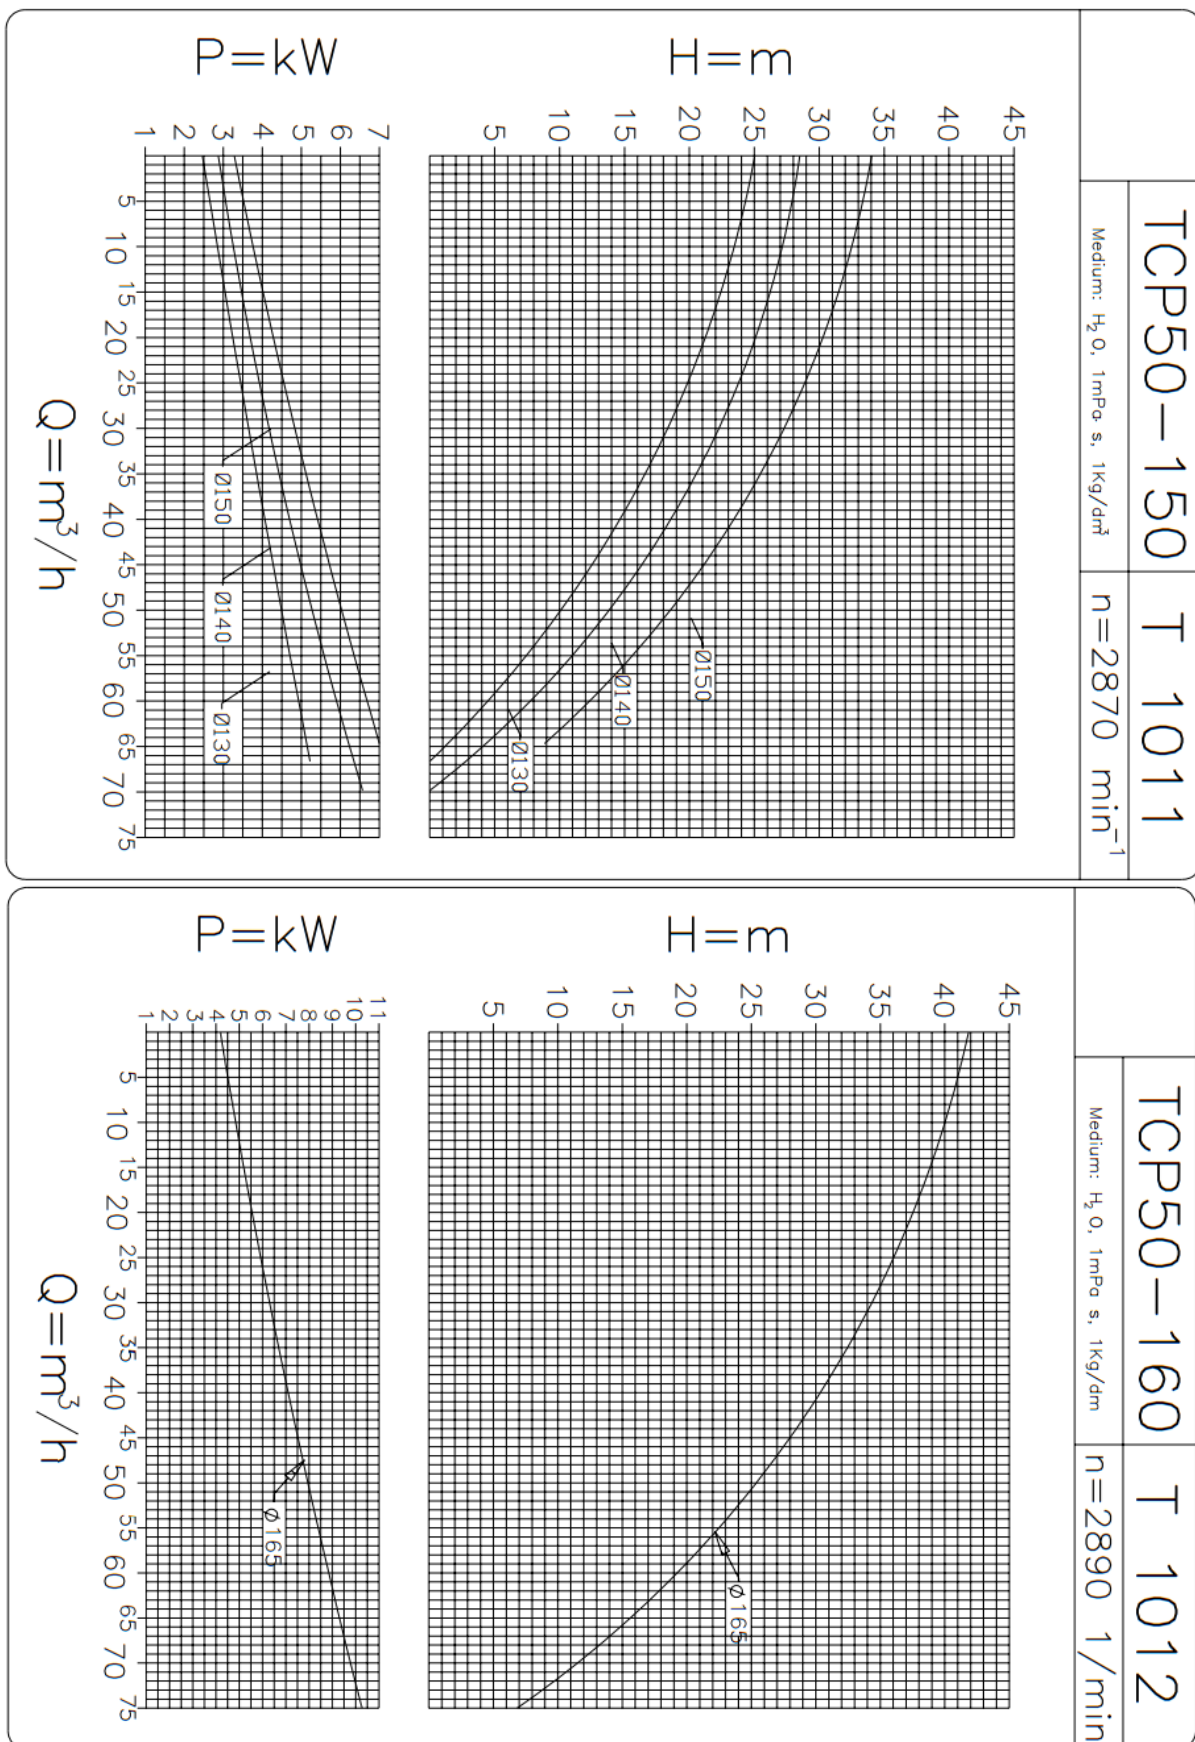 TCP50-150
T 1011
Medium: H₂O, 1mPa s, 1Kg/dm³
n=2870 min⁻¹
H=m
45
40
35
30
25
20
15
10
5
Ø150
Ø140
Ø130
P=kW
7
6
5
4
3
2
1
Ø150
Ø140
Ø130
5 10 15 20 25 30 35 40 45 50 55 60 65 70 75
Q=m³/h
TCP50-160
T 1012
Medium: H₂O, 1mPa s, 1Kg/dm
n=2890 1/min
H=m
45
40
35
30
25
20
15
10
5
Ø165
P=kW
11
10
9
8
7
6
5
4
3
2
1
Ø165
5 10 15 20 25 30 35 40 45 50 55 60 65 70 75
Q=m³/h